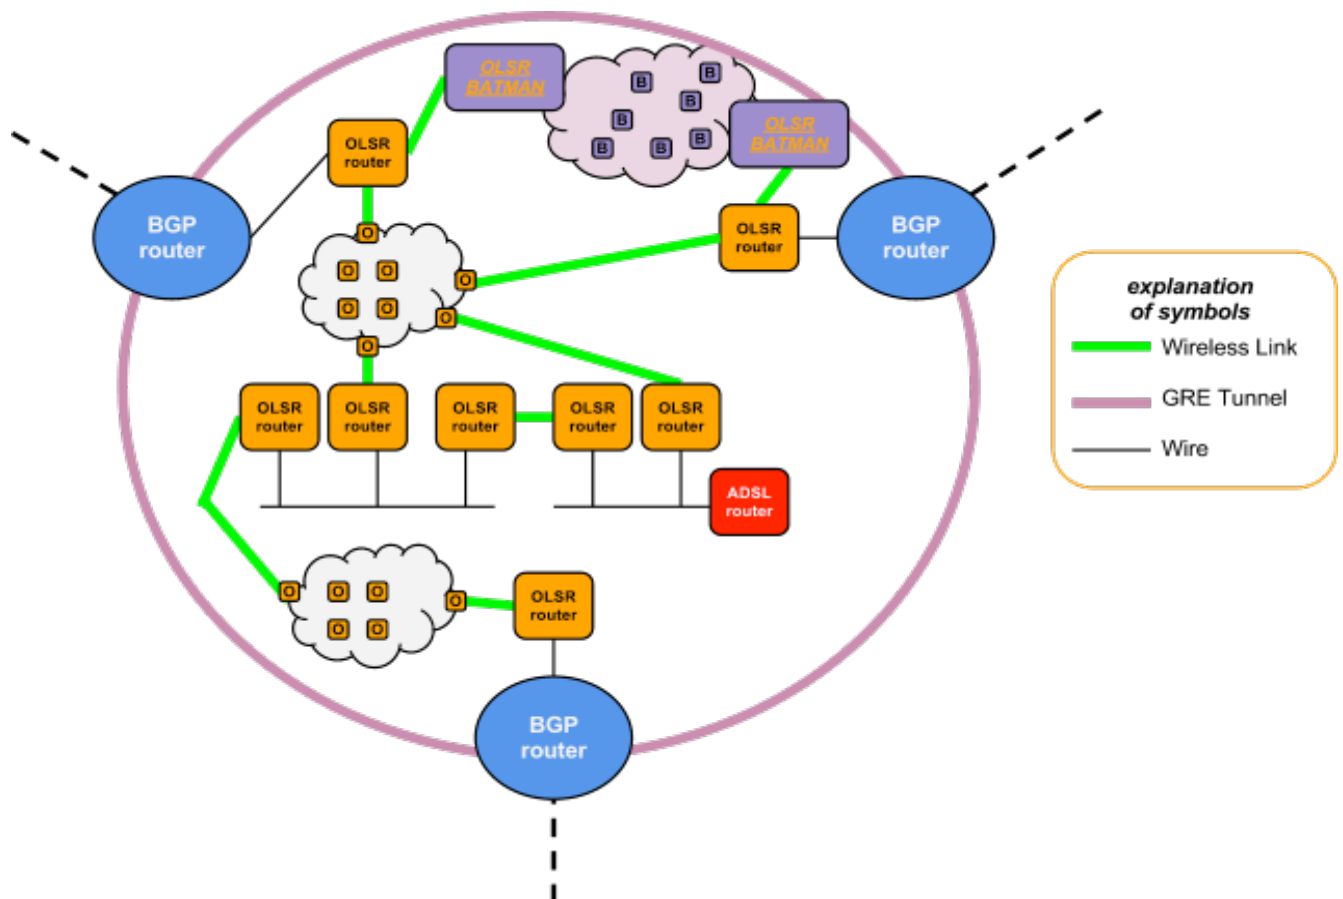 OLSR
BATMAN
B
B
B
B
B
B
B
OLSR
BATMAN
OLSR
router
BGP
router
OLSR
router
BGP
router
O
O
O
O
O
O
O
O
explanation
of symbols
Wireless Link
GRE Tunnel
Wire
OLSR
router
OLSR
router
OLSR
router
OLSR
router
OLSR
router
ADSL
router
O
O
O
O
O
O
OLSR
router
BGP
router